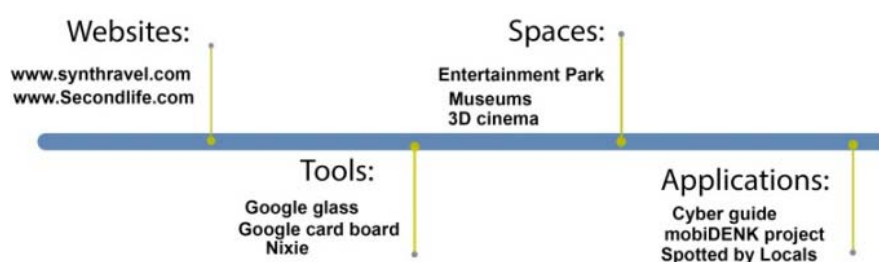 Websites:
www.synthravel.com
www.Secondlife.com
Tools:
Google glass
Google card board
Nixie
Spaces:
Entertainment Park
Museums
3D cinema
Applications:
Cyber guide
mobiDENK project
Spotted by Locals